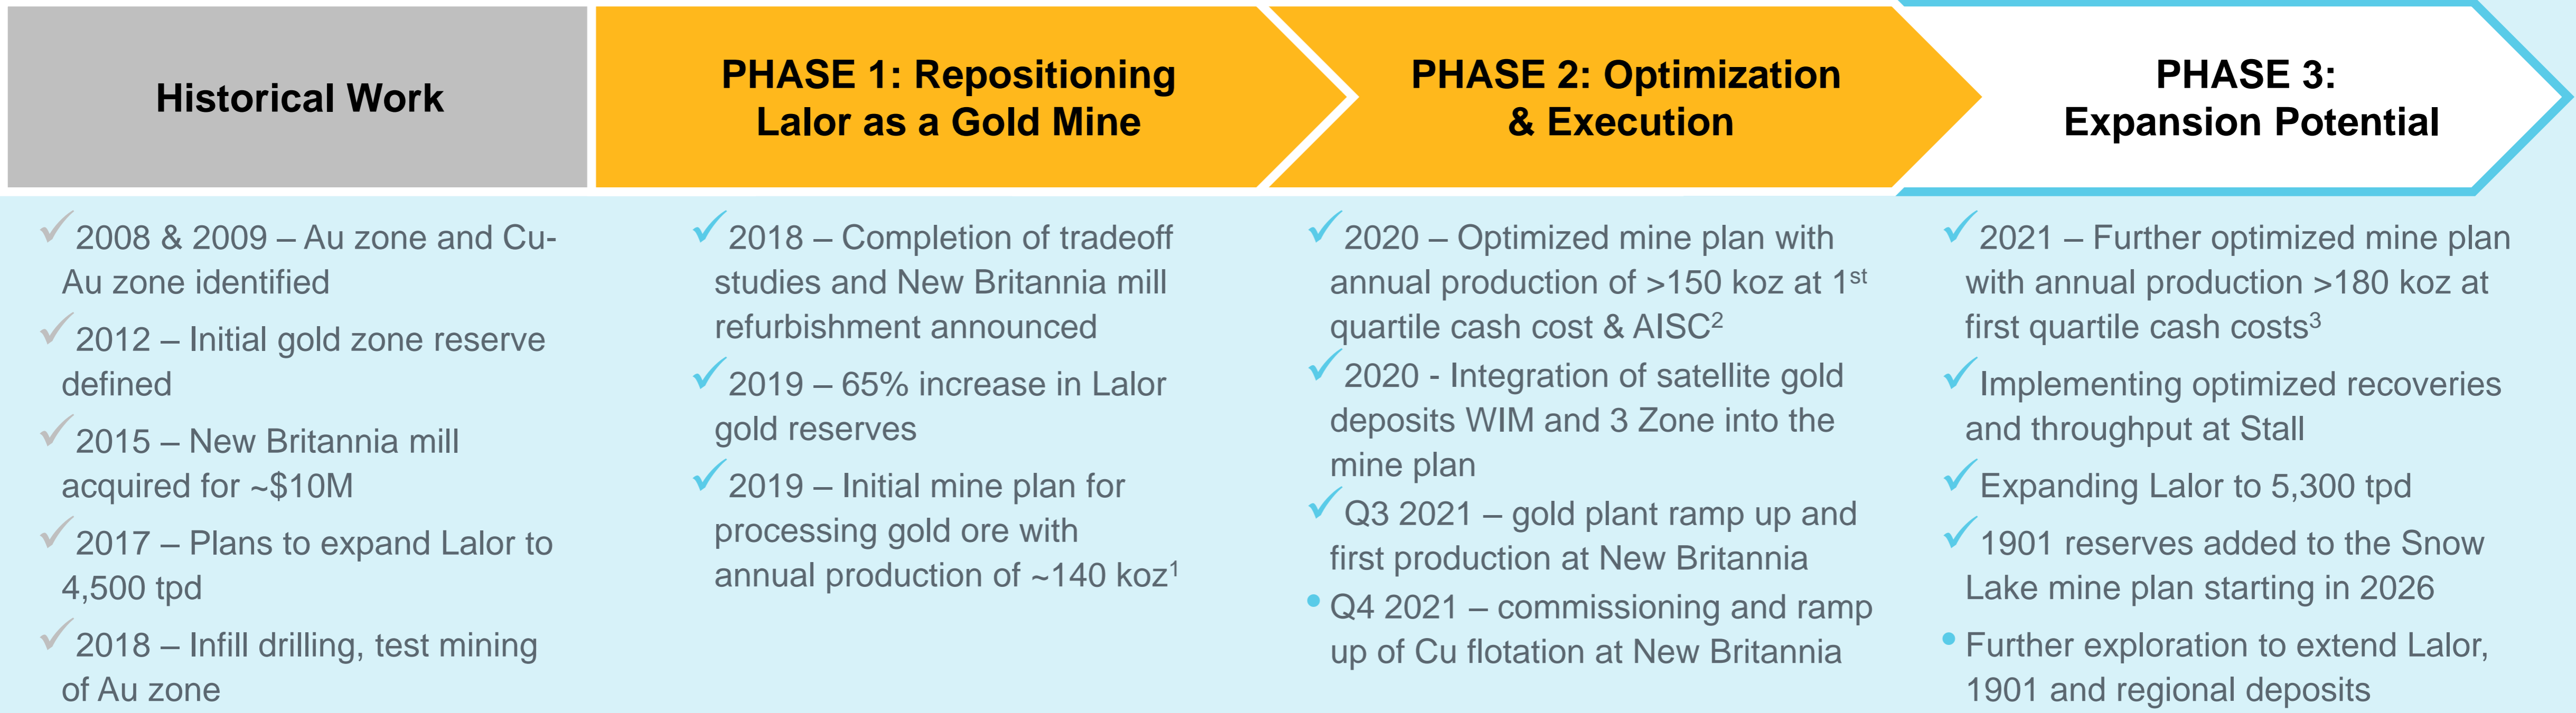 Historical Work
PHASE 1: Repositioning
Lalor as a Gold Mine
PHASE 2: Optimization
& Execution
PHASE 3:
Expansion Potential
✓2008 & 2009 – Au zone and Cu-
Au zone identified
✓2012 – Initial gold zone reserve
defined
✓2015 – New Britannia mill
acquired for ~$10M
✓2017 – Plans to expand Lalor to
4,500 tpd
✓2018 – Infill drilling, test mining
of Au zone
✓2018 – Completion of tradeoff
studies and New Britannia mill
refurbishment announced
✓2019 – 65% increase in Lalor
gold reserves
✓2019 – Initial mine plan for
processing gold ore with
annual production of ~140 koz¹
✓2020 – Optimized mine plan with
annual production of >150 koz at 1st
quartile cash cost & AISC²
✓2020 - Integration of satellite gold
deposits WIM and 3 Zone into the
mine plan
✓Q3 2021 – gold plant ramp up and
first production at New Britannia
•Q4 2021 – commissioning and ramp
up of Cu flotation at New Britannia
✓2021 – Further optimized mine plan
with annual production >180 koz at
first quartile cash costs³
✓Implementing optimized recoveries
and throughput at Stall
✓Expanding Lalor to 5,300 tpd
✓1901 reserves added to the Snow
Lake mine plan starting in 2026
•Further exploration to extend Lalor,
1901 and regional deposits